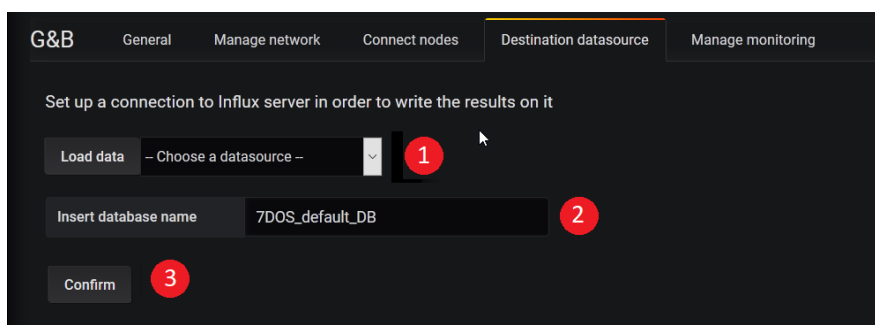 G&B General Manage network Connect nodes Destination datasource Manage monitoring
Set up a connection to Influx server in order to write the results on it
Load data -- Choose a datasource -- 1
Insert database name 7DOS_default_DB 2
Confirm 3